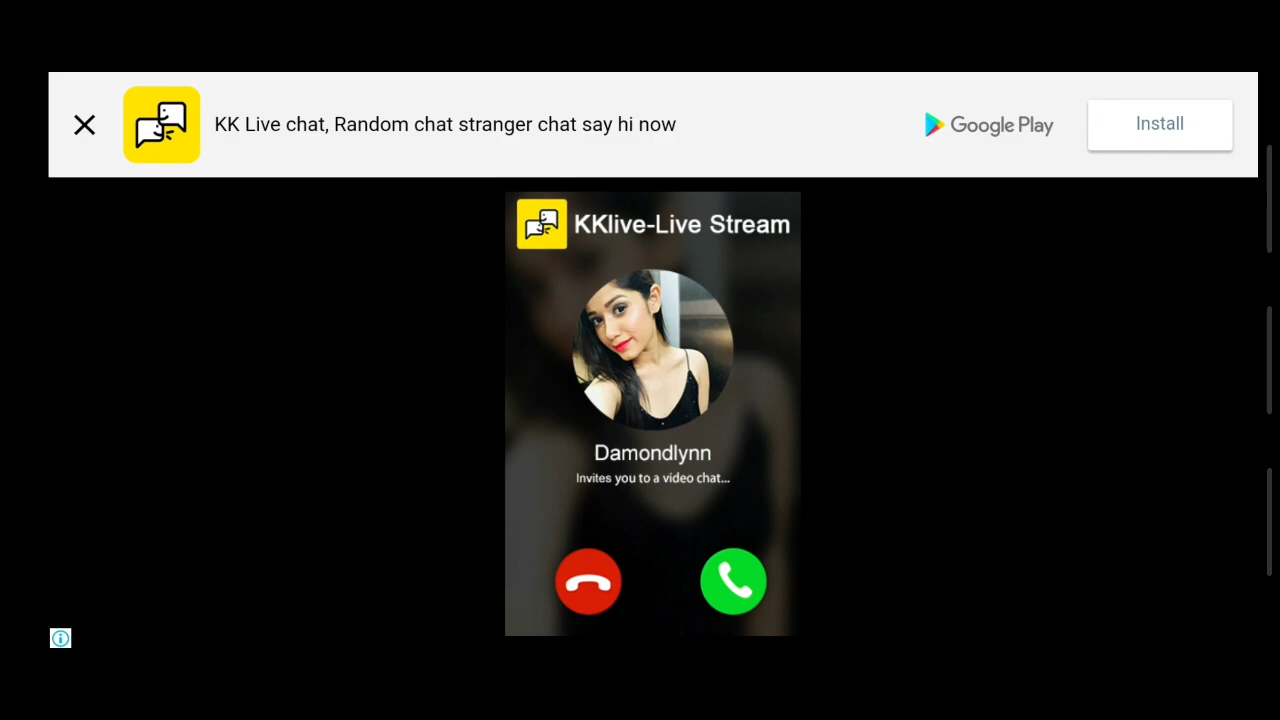 KK Live chat, Random chat stranger chat say hi now
Google Play
Install
KKlive-Live Stream
Damondlynn
Invites you to a video chat...